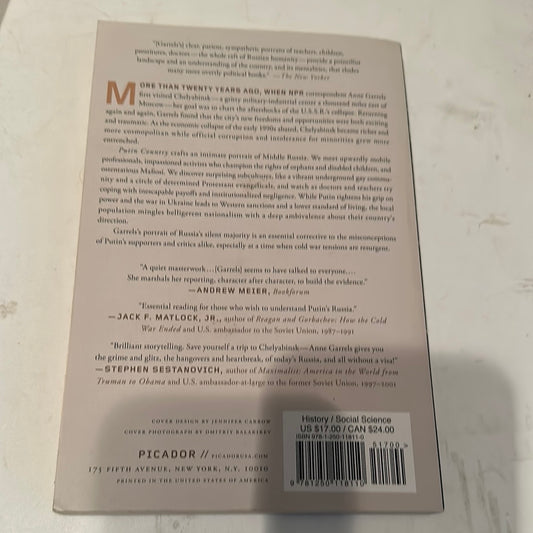 "[Garrels's] clear, patient, sympathetic portraits of teachers, children,
prostitutes, doctors—the whole raft of Russian humanity—provide a
landscape and an understanding of the country, and its mentalities, that eludes
many more overtly political books." —The New Yorker
MORE THAN TWENTY YEARS AGO, WHEN NPR correspondent Anne Garrels
first visited Chelyabinsk—a gritty military-industrial center a thousand miles east of
Moscow—her goal was to chart the aftershocks of the U.S.S.R.'s collapse. Returning
again and again, Garrels found that the city's new freedoms and opportunities were both exciting
and traumatic. As the economic collapse of the early 1990s abated, Chelyabinsk became richer and
more cosmopolitan while official corruption and intolerance for minorities grew more
entrenched.
Putin Country crafts an intimate portrait of Middle Russia. We meet upwardly mobile
professionals, impassioned activists who champion the rights of orphans and disabled children, and
ostentatious Mafiosi. We discover surprising subcultures, like a vibrant underground gay commu-
nity and a circle of determined Protestant evangelicals, and watch as doctors and teachers try
coping with inescapable payoffs and institutionalized negligence. While Putin tightens his grip on
power and the war in Ukraine leads to Western sanctions and a lower standard of living, the local
population mingles belligerent nationalism with a deep ambivalence about their country's
direction.
Garrels's portrait of Russia's silent majority is an essential corrective to the misconceptions
of Putin's supporters and critics alike, especially at a time when cold war tensions are resurgent.
"A quiet masterwork . . . [Garrels] seems to have talked to everyone. . . .
She marshals her reporting, character after character, to build the evidence."
—ANDREW MEIER, Bookforum
"Essential reading for those who wish to understand Putin's Russia."
—JACK F. MATLOCK, JR., author of Reagan and Gorbachev: How the Cold
War Ended and U.S. ambassador to the Soviet Union, 1987–1991
"Brilliant storytelling. Save yourself a trip to Chelyabinsk—Anne Garrels gives you
the grime and glitz, the hangovers and heartbreak, of today's Russia, and all without a visa!"
—STEPHEN SESTANOVICH, author of Maximalist: America in the World from
Truman to Obama and U.S. ambassador-at-large to the former Soviet Union, 1997–2001
COVER DESIGN BY JENNIFER CARROW
COVER PHOTOGRAPH BY DMITRIY BALAKIREV
PICADOR // PICADORUSA.COM
175 FIFTH AVENUE, NEW YORK, N.Y. 10010
PRINTED IN THE UNITED STATES OF AMERICA
History / Social Science
US $17.00 / CAN $24.00
ISBN 978-1-250-11811-0
51700>
9 781250 118110